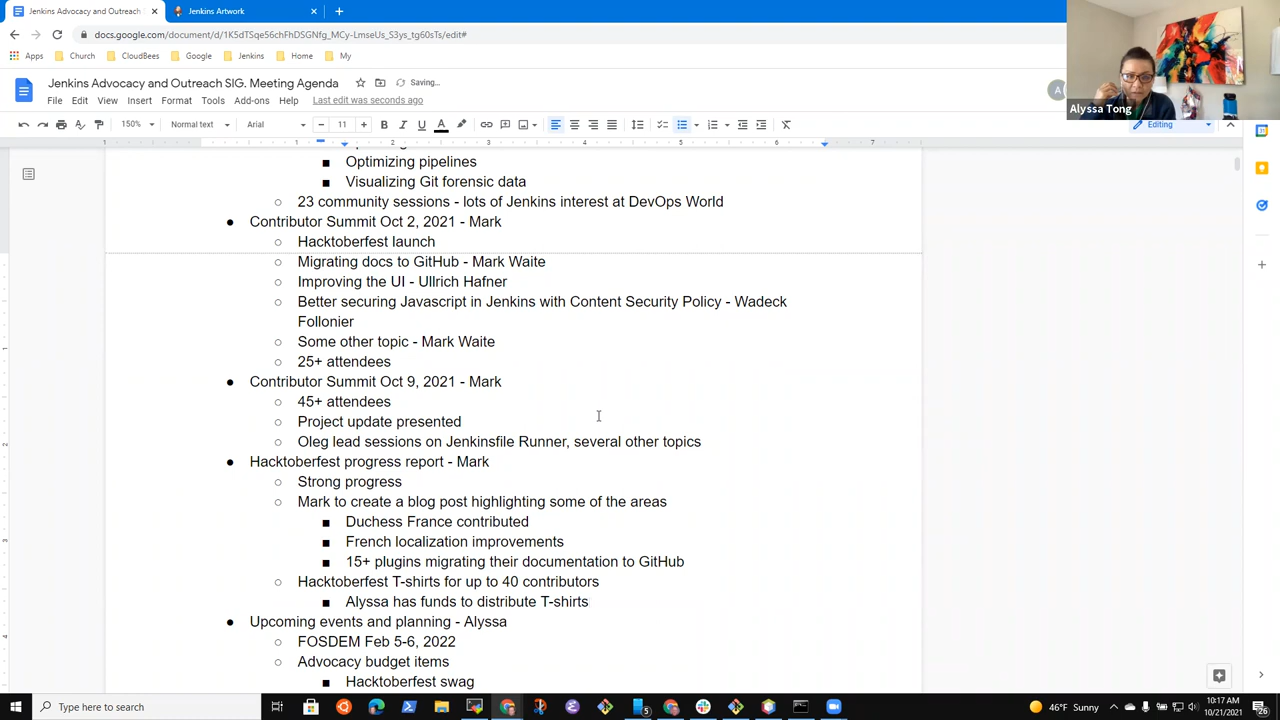 Jenkins Advocacy and Outreach S
Jenkins Artwork
docs.google.com/document/d/1K5dTSqe56chFhDSGNfg_MCy-LmseUs_S3ys_tg60sTs/edit#
Apps Church CloudBees Google Jenkins Home My
Jenkins Advocacy and Outreach SIG. Meeting Agenda Saving...
Alyssa Tong
File Edit View Insert Format Tools Add-ons Help Last edit was seconds ago
150% Normal text Arial 11 Editing
1 1 2 3 4 5 6 7
Optimizing pipelines
Visualizing Git forensic data
23 community sessions - lots of Jenkins interest at DevOps World
Contributor Summit Oct 2, 2021 - Mark
Hacktoberfest launch
Migrating docs to GitHub - Mark Waite
Improving the UI - Ullrich Hafner
Better securing Javascript in Jenkins with Content Security Policy - Wadeck
Follonier
Some other topic - Mark Waite
25+ attendees
Contributor Summit Oct 9, 2021 - Mark
45+ attendees
Project update presented
Oleg lead sessions on Jenkinsfile Runner, several other topics
Hacktoberfest progress report - Mark
Strong progress
Mark to create a blog post highlighting some of the areas
Duchess France contributed
French localization improvements
15+ plugins migrating their documentation to GitHub
Hacktoberfest T-shirts for up to 40 contributors
Alyssa has funds to distribute T-shirts
Upcoming events and planning - Alyssa
FOSDEM Feb 5-6, 2022
Advocacy budget items
Hacktoberfest swag
Type here to search
46°F Sunny
10:17 AM
10/21/2021